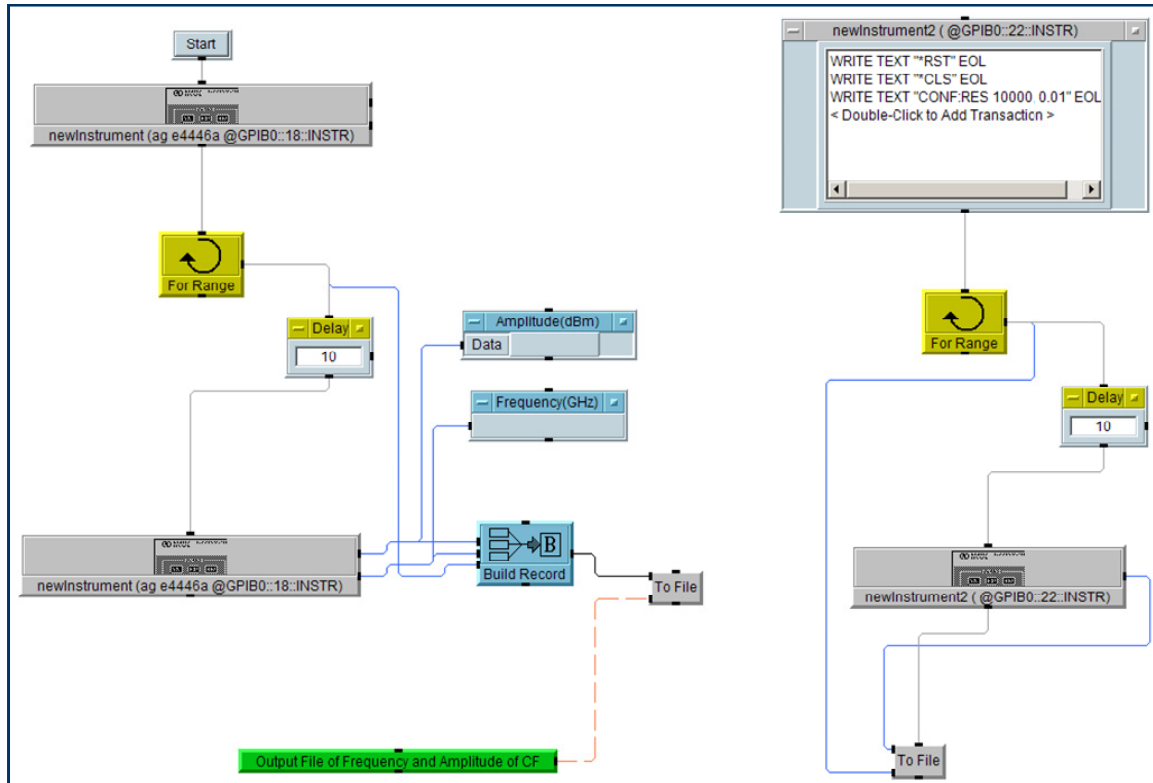 Start
newInstrument (ag e4446a @GPIB0::18::INSTR)
For Range
Delay
10
Amplitude(dBm)
Data
Frequency(GHz)
newInstrument (ag e4446a @GPIB0::18::INSTR)
B
Build Record
To File
Output File of Frequency and Amplitude of CF
newInstrument2 ( @GPIB0::22::INSTR)
WRITE TEXT "*RST" EOL
WRITE TEXT "*CLS" EOL
WRITE TEXT "CONF:RES 10000, 0.01" EOL
< Double-Click to Add Transaction >
For Range
Delay
10
newInstrument2 ( @GPIB0::22::INSTR)
To File